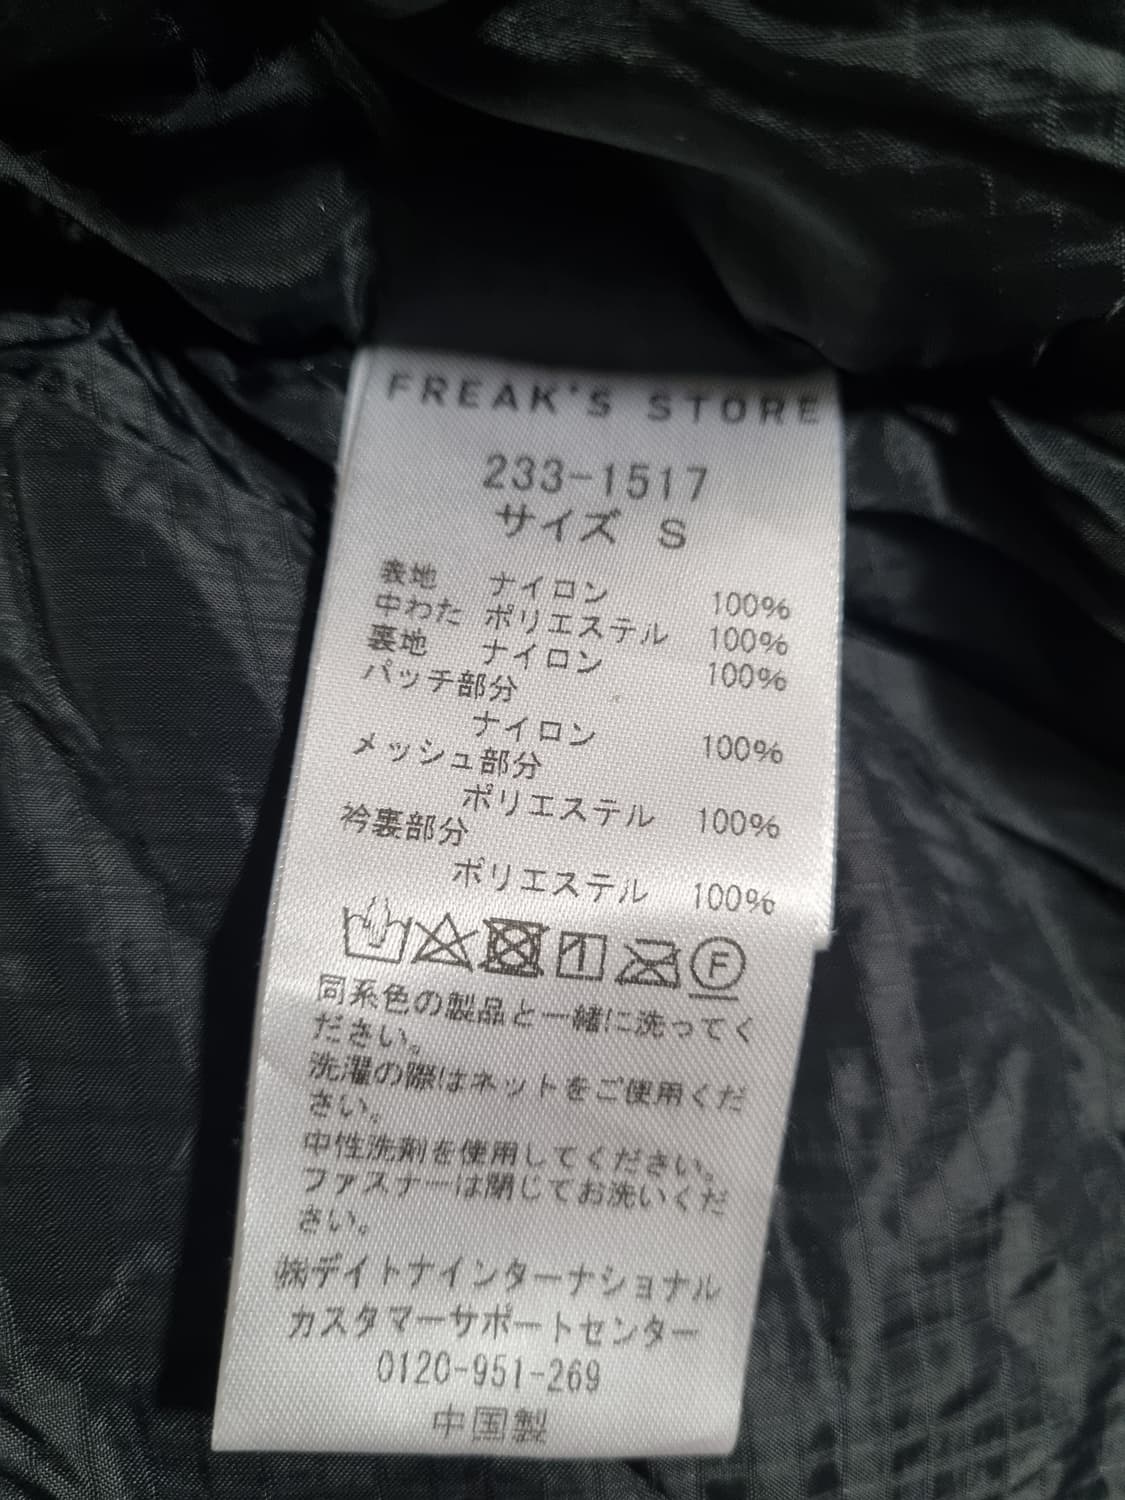 FREAK'S STORE
233-1517
サイズ S
表地 ナイロン 100%
中わた ポリエステル 100%
裏地 ナイロン 100%
パッチ部分
ナイロン 100%
メッシュ部分
ポリエステル 100%
衿裏部分
ポリエステル 100%
F
同系色の製品と一緒に洗ってく
ださい。
洗濯の際はネットをご使用くだ
さい。
中性洗剤を使用してください。
ファスナーは閉じてお洗いくだ
さい。
㈱デイトナインターナショナル
カスタマーサポートセンター
0120-951-269
中国製